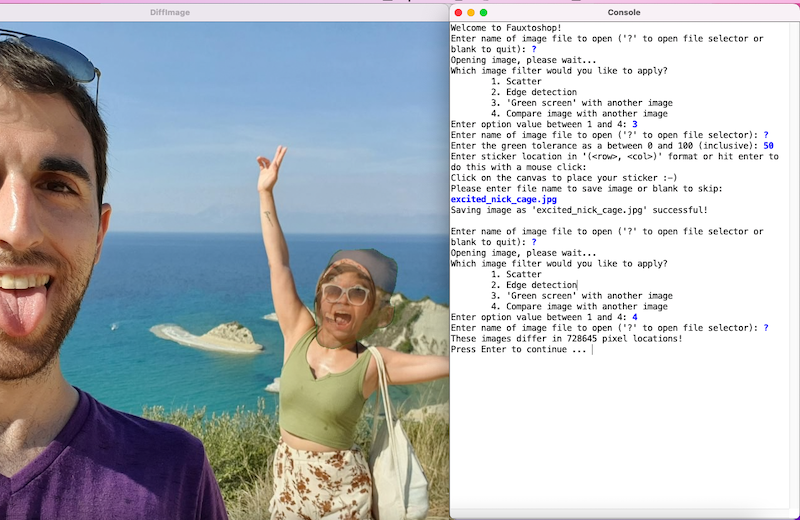 DiffImage
Console
Welcome to Fauxtoshop!
Enter name of image file to open ('?' to open file selector or
blank to quit): ?
Opening image, please wait...
Which image filter would you like to apply?
1. Scatter
2. Edge detection
3. 'Green screen' with another image
4. Compare image with another image
Enter option value between 1 and 4: 3
Enter name of image file to open ('?' to open file selector): ?
Enter the green tolerance as a between 0 and 100 (inclusive): 50
Enter sticker location in '(<row>, <col>)' format or hit enter to
do this with a mouse click:
Click on the canvas to place your sticker :-)
Please enter file name to save image or blank to skip:
excited_nick_cage.jpg
Saving image as 'excited_nick_cage.jpg' successful!
Enter name of image file to open ('?' to open file selector or
blank to quit): ?
Opening image, please wait...
Which image filter would you like to apply?
1. Scatter
2. Edge detection
3. 'Green screen' with another image
4. Compare image with another image
Enter option value between 1 and 4: 4
Enter name of image file to open ('?' to open file selector): ?
These images differ in 728645 pixel locations!
Press Enter to continue ...